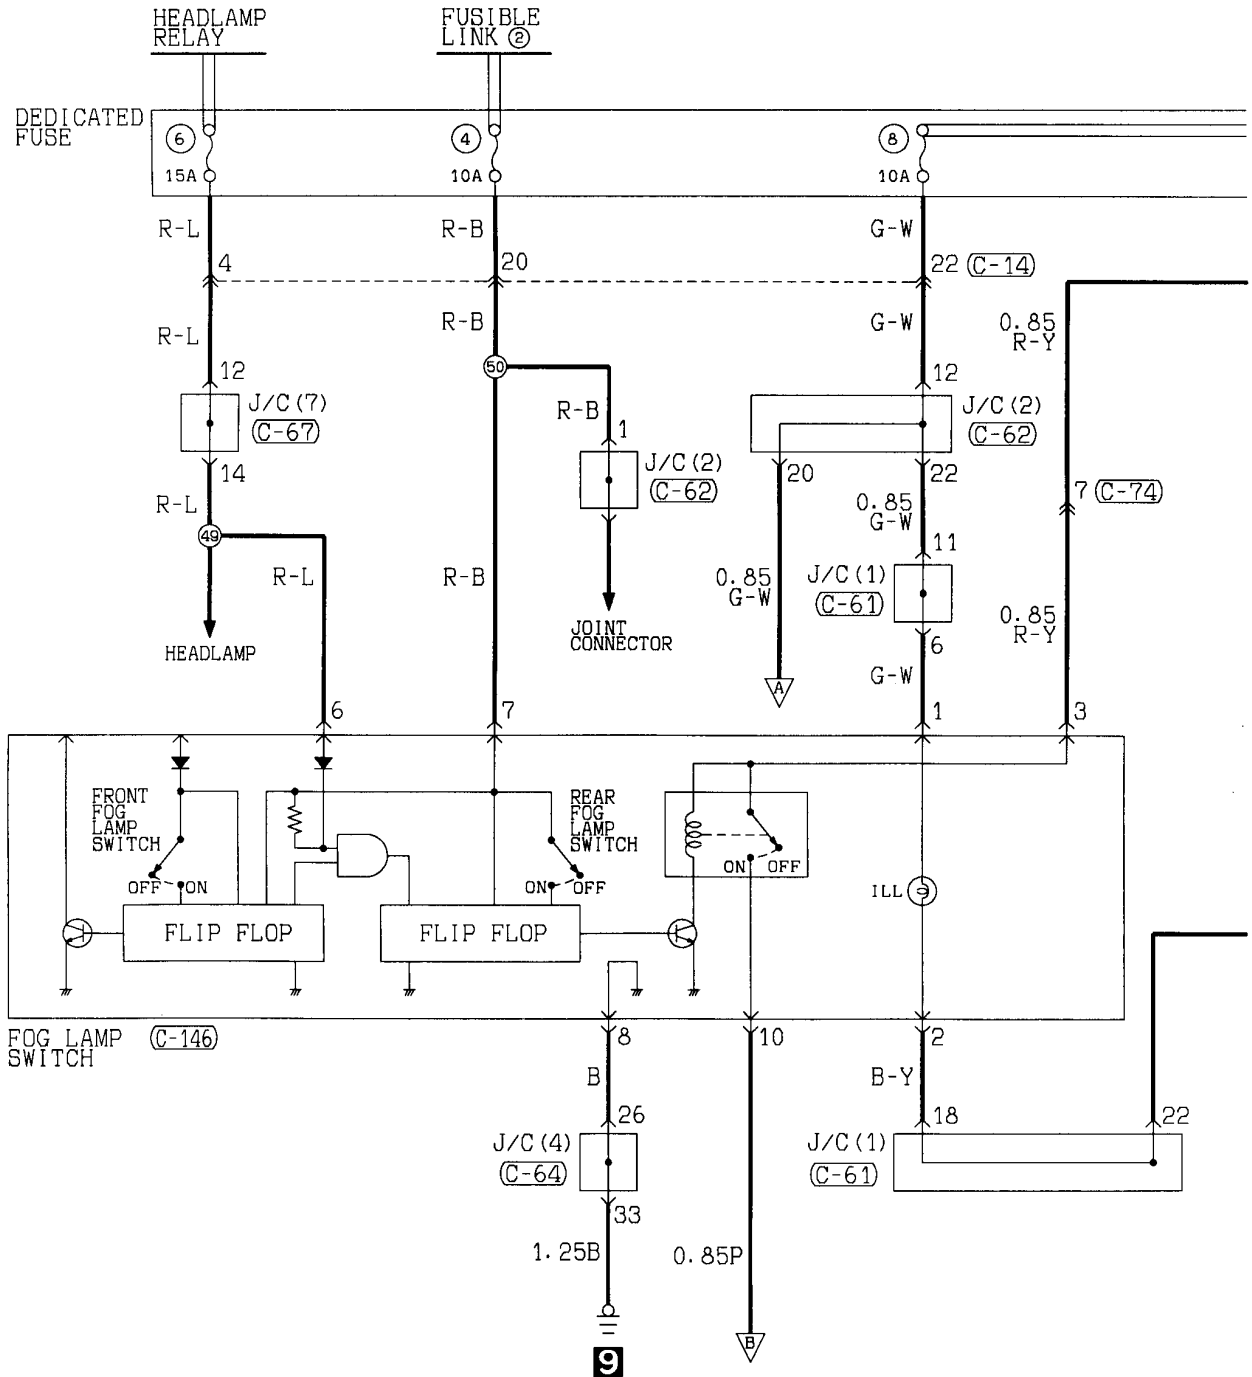 HEADLAMP
RELAY
FUSIBLE
LINK ②
DEDICATED
FUSE
6
15A
4
10A
8
10A
R-L
R-B
G-W
4
20
22 C-14
R-L
R-B
G-W
0.85
R-Y
12
J/C(7)
C-67
14
50
R-B
1
J/C(2)
C-62
12
J/C(2)
C-62
20
22
7 C-74
R-L
49
R-L
R-B
0.85
G-W
11
J/C(1)
C-61
0.85
G-W
0.85
R-Y
6
G-W
HEADLAMP
JOINT
CONNECTOR
A
6
7
1
3
FRONT
FOG
LAMP
SWITCH
OFF ON
REAR
FOG
LAMP
SWITCH
ON OFF
ON OFF
ILL
FLIP FLOP
FLIP FLOP
FOG LAMP
SWITCH
C-146
8
10
2
B
B-Y
26
J/C(4)
C-64
33
18
22
J/C(1)
C-61
1.25B
0.85P
9
B